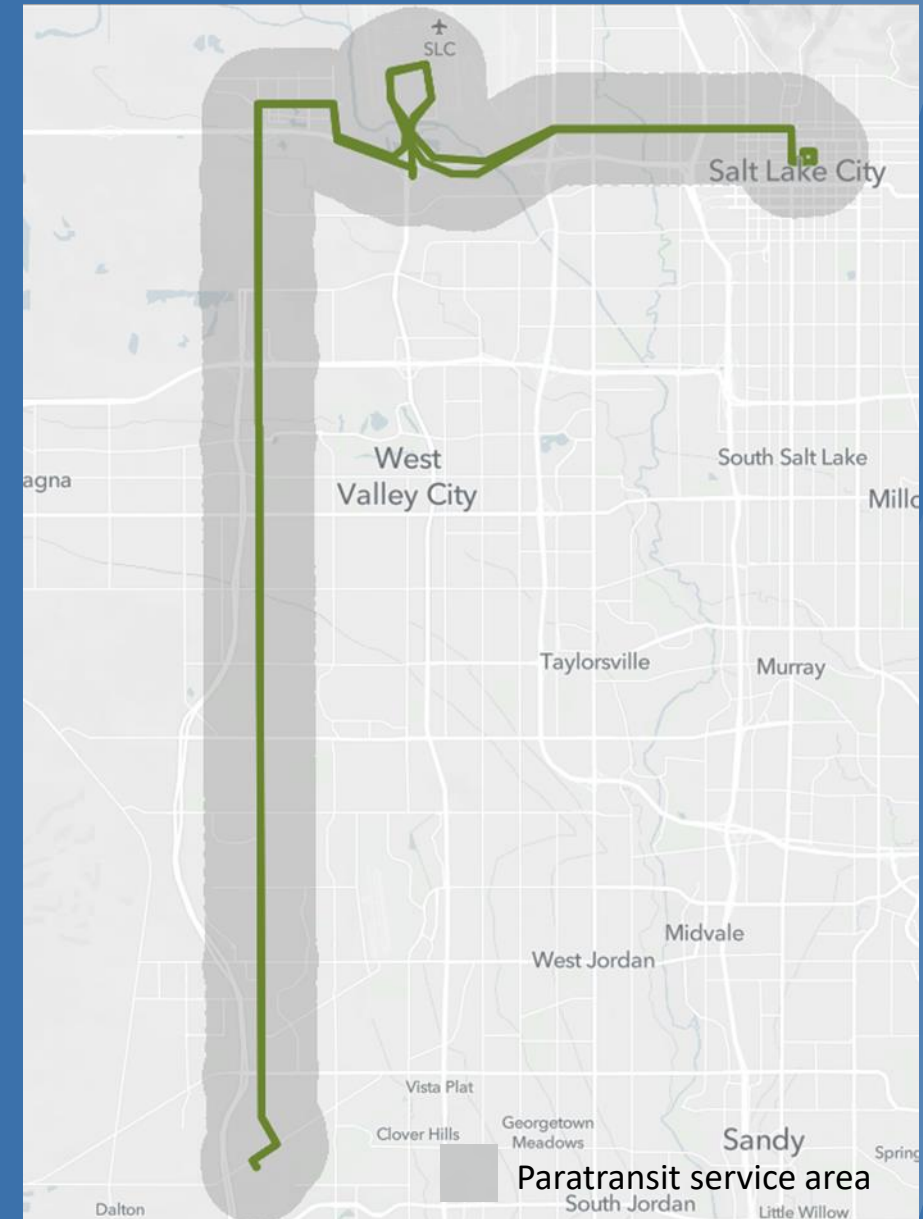 SLC
Salt Lake City
West
Valley City
South Salt Lake
agna
Millc
Taylorsville
Murray
Midvale
West Jordan
Vista Plat
Georgetown
Meadows
Clover Hills
Sandy
Spring
Paratransit service area
South Jordan
Dalton
Little Willow